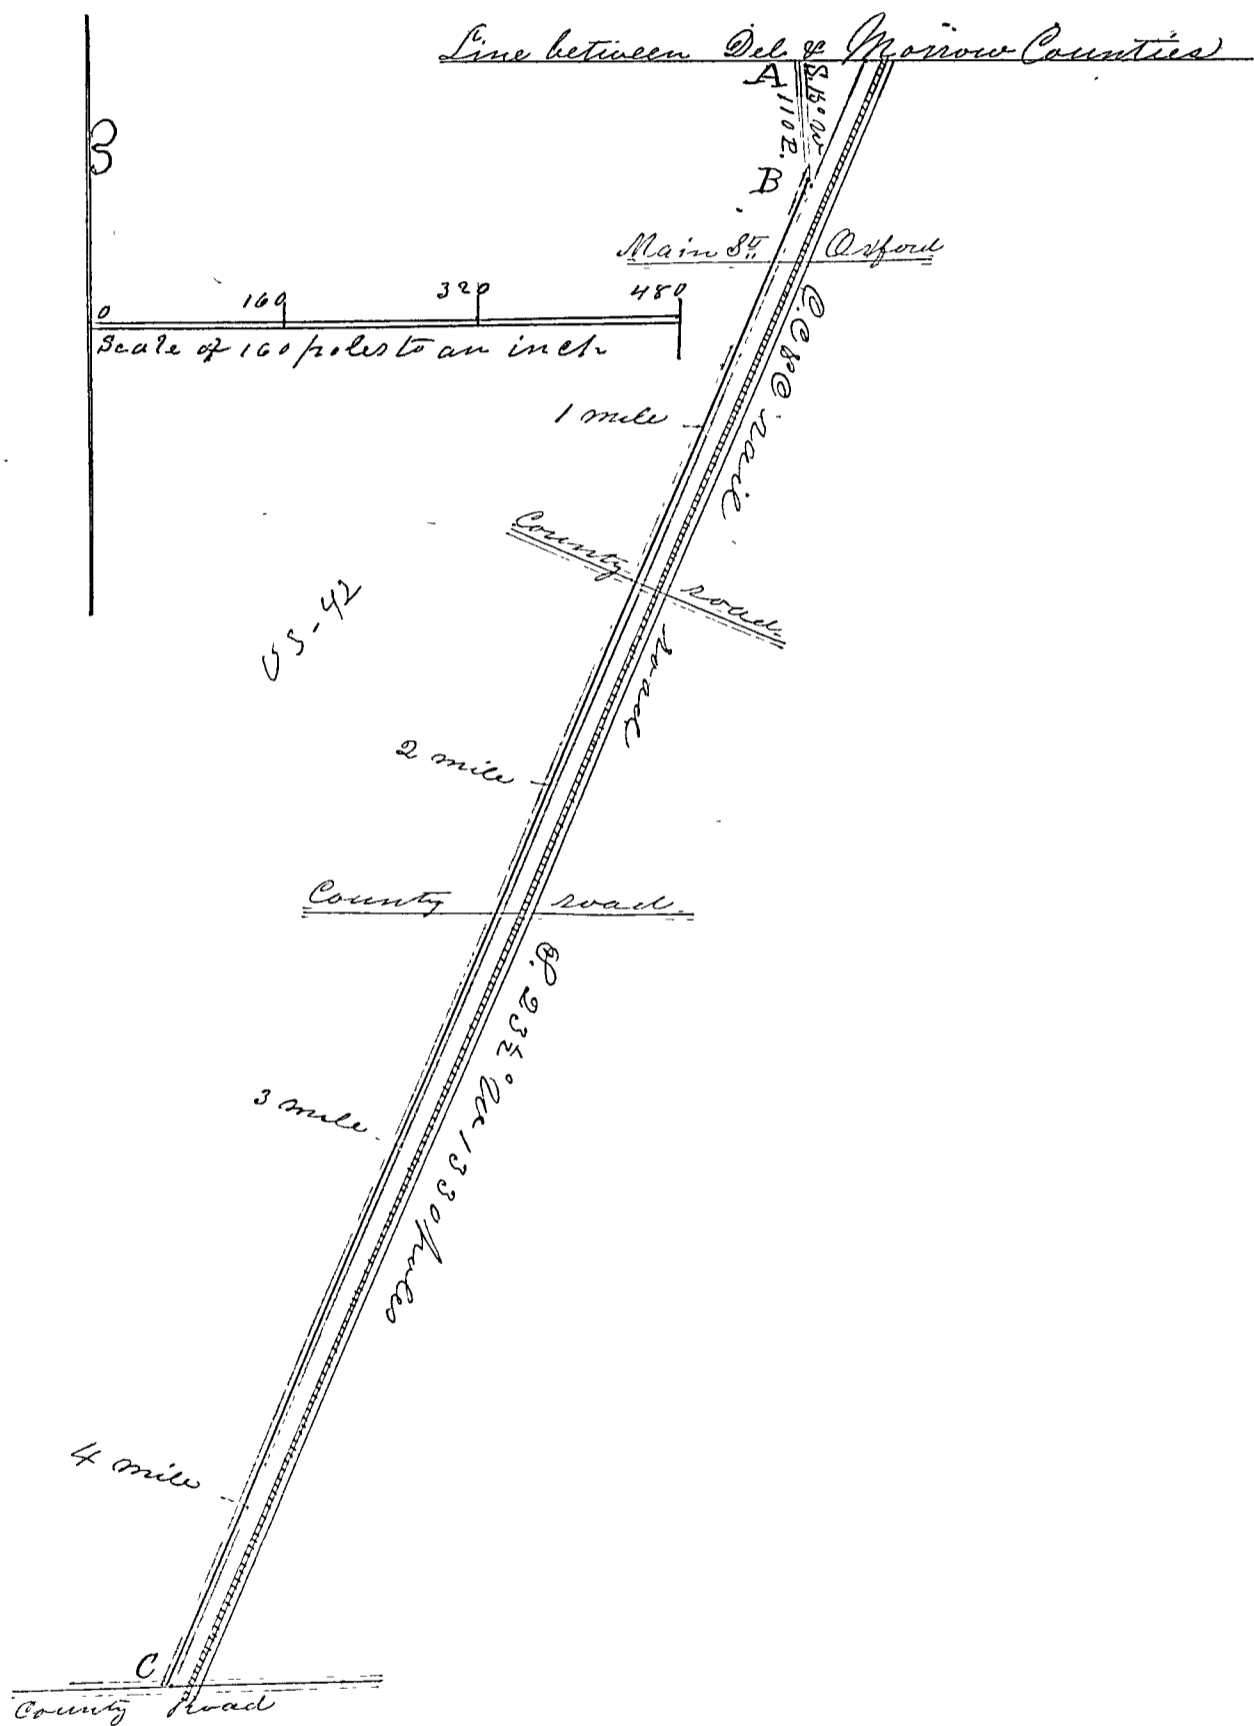 Line between Del & Morrow Counties
A
110 P.
B
Main St Oxford
0 160 320 480
Scale of 160 poles to an inch
C.C&C. rail road
1 mile
County road.
US-42
2 mile
County road.
S. 23½° W 1330 poles
3 mile
4 mile
C
County Road